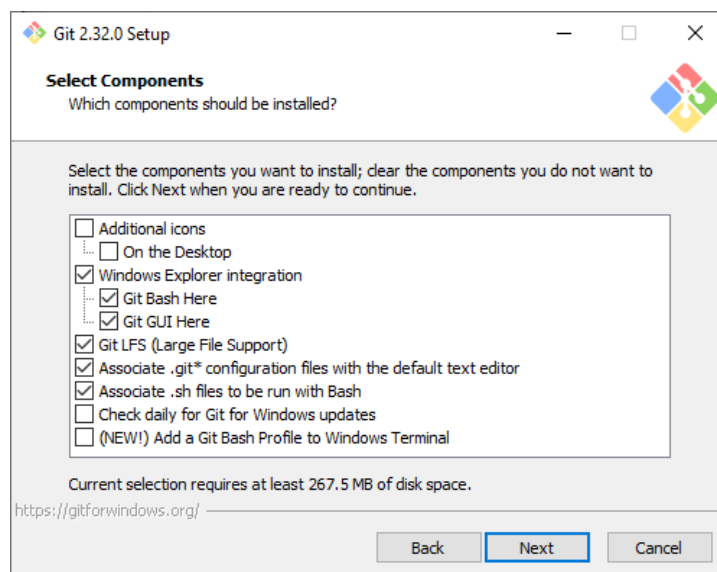 Git 2.32.0 Setup
Select Components
Which components should be installed?
Select the components you want to install; clear the components you do not want to
install. Click Next when you are ready to continue.
Additional icons
On the Desktop
Windows Explorer integration
Git Bash Here
Git GUI Here
Git LFS (Large File Support)
Associate .git* configuration files with the default text editor
Associate .sh files to be run with Bash
Check daily for Git for Windows updates
(NEW!) Add a Git Bash Profile to Windows Terminal
Current selection requires at least 267.5 MB of disk space.
https://gitforwindows.org/
Back Next Cancel